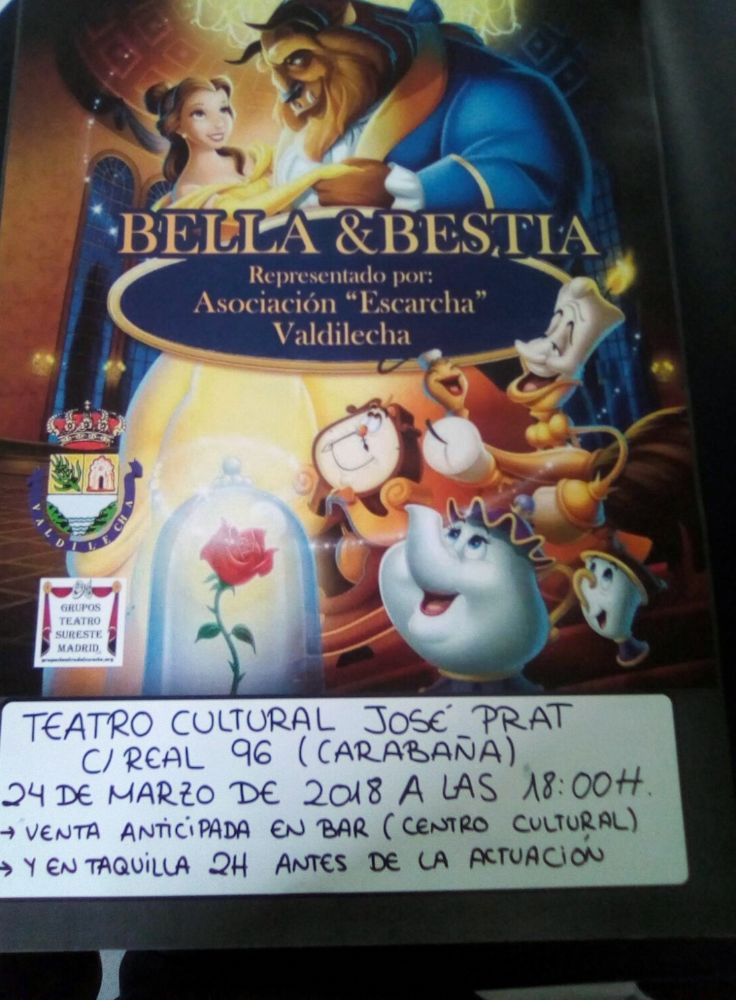 BELLA & BESTIA
Representado por:
Asociación "Escarcha"
Valdilecha
VALDILECHA
GRUPOS
TEATRO
SURESTE
MADRID
TEATRO CULTURAL JOSÉ PRAT
C/ REAL 96 (CARABAÑA)
24 DE MARZO DE 2018 A LAS 18:00H.
→ VENTA ANTICIPADA EN BAR (CENTRO CULTURAL)
→ Y EN TAQUILLA 2H ANTES DE LA ACTUACIÓN